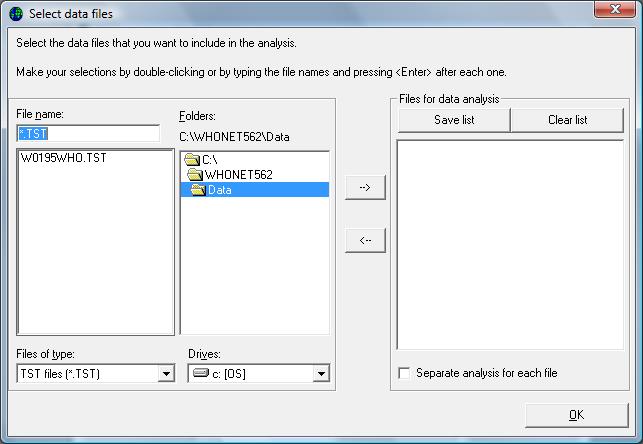 Select data files
Select the data files that you want to include in the analysis.
Make your selections by double-clicking or by typing the file names and pressing <Enter> after each one.
File name:
*.TST
W0195WHO.TST
Folders:
C:\WHONET562\Data
C:\
WHONET562
Data
Files of type:
TST files (*.TST)
Drives:
c: [OS]
-->
<--
Files for data analysis
Save list
Clear list
Separate analysis for each file
OK